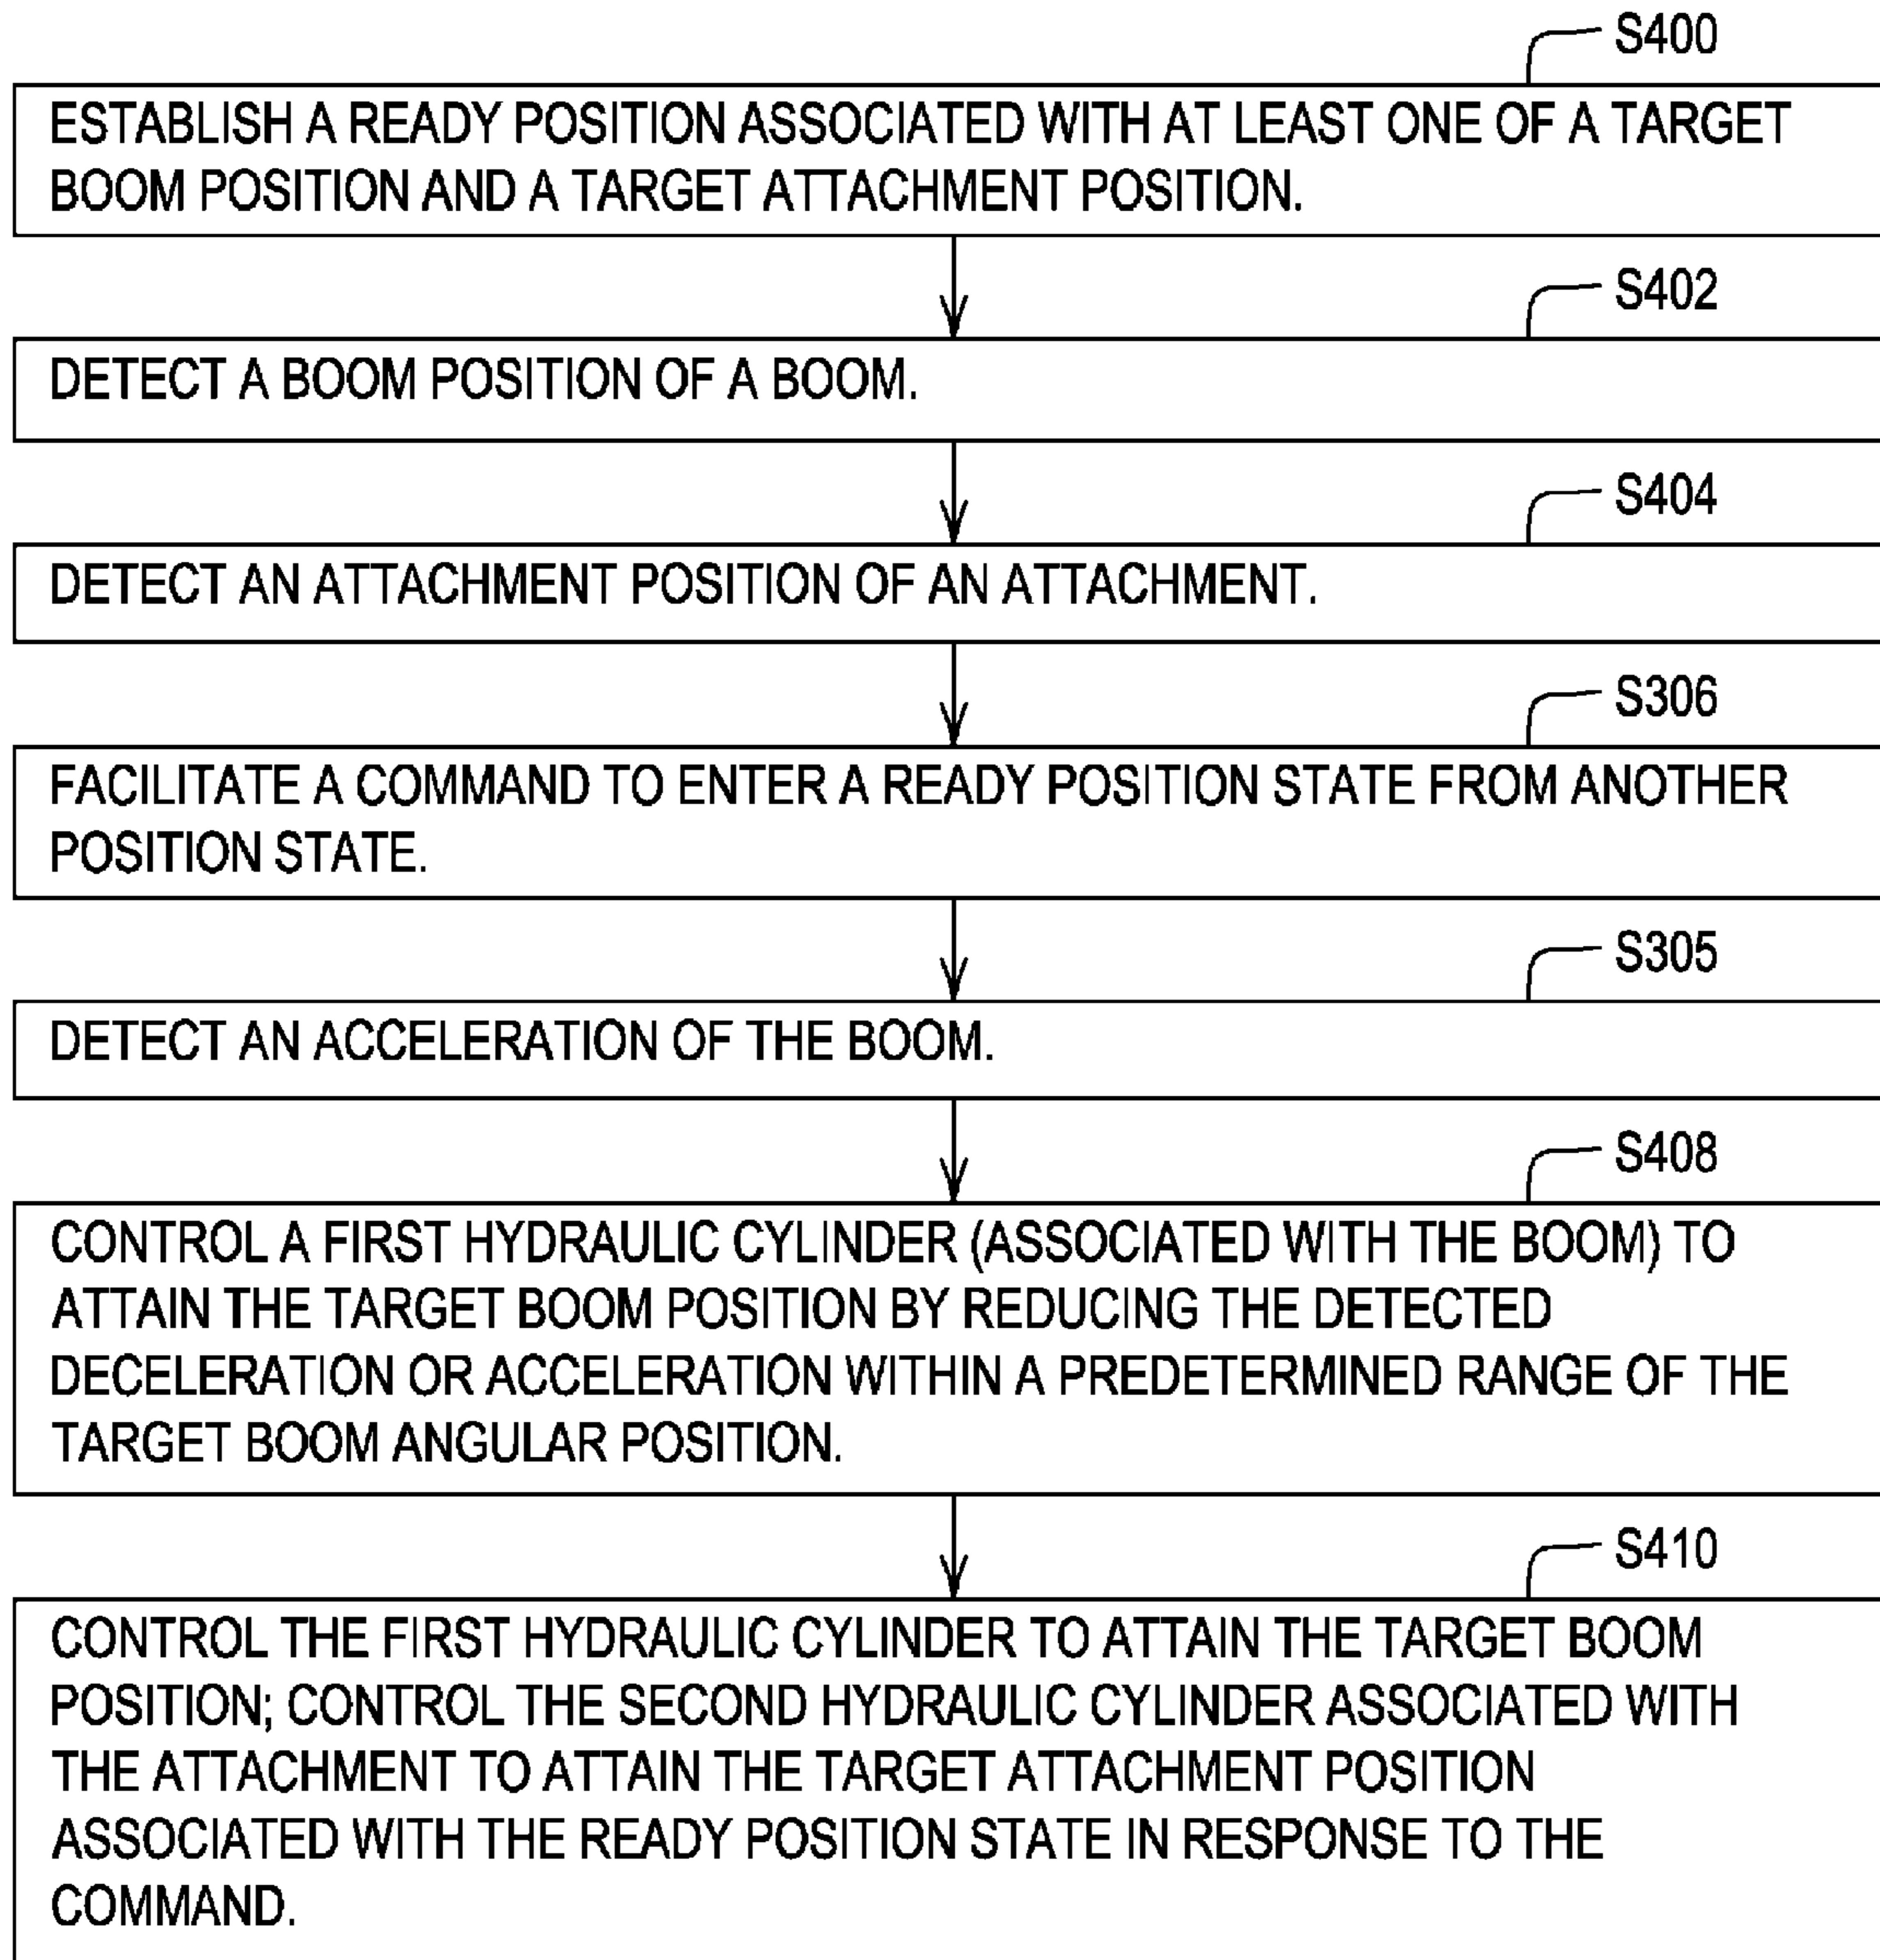 S400
ESTABLISH A READY POSITION ASSOCIATED WITH AT LEAST ONE OF A TARGET
BOOM POSITION AND A TARGET ATTACHMENT POSITION.
S402
DETECT A BOOM POSITION OF A BOOM.
S404
DETECT AN ATTACHMENT POSITION OF AN ATTACHMENT.
S306
FACILITATE A COMMAND TO ENTER A READY POSITION STATE FROM ANOTHER
POSITION STATE.
S305
DETECT AN ACCELERATION OF THE BOOM.
S408
CONTROL A FIRST HYDRAULIC CYLINDER (ASSOCIATED WITH THE BOOM) TO
ATTAIN THE TARGET BOOM POSITION BY REDUCING THE DETECTED
DECELERATION OR ACCELERATION WITHIN A PREDETERMINED RANGE OF THE
TARGET BOOM ANGULAR POSITION.
S410
CONTROL THE FIRST HYDRAULIC CYLINDER TO ATTAIN THE TARGET BOOM
POSITION; CONTROL THE SECOND HYDRAULIC CYLINDER ASSOCIATED WITH
THE ATTACHMENT TO ATTAIN THE TARGET ATTACHMENT POSITION
ASSOCIATED WITH THE READY POSITION STATE IN RESPONSE TO THE
COMMAND.